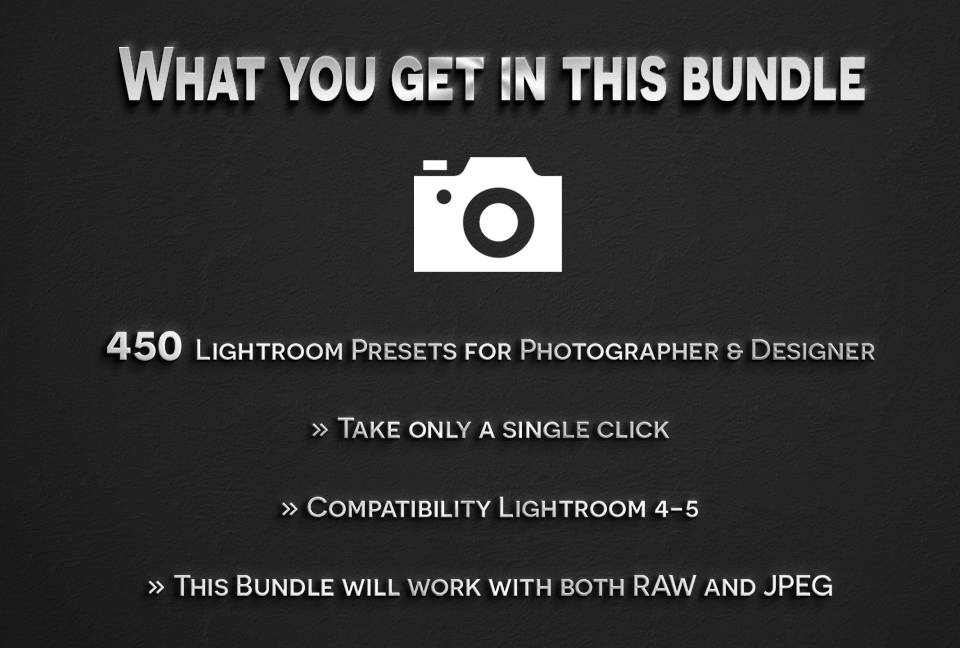 What you get in this bundle
450 Lightroom Presets for Photographer & Designer
» Take only a single click
» Compatibility Lightroom 4-5
» This Bundle will work with both RAW and JPEG